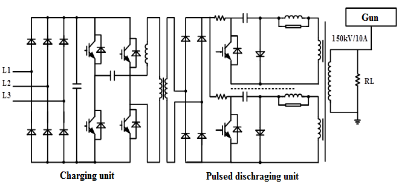 Gun
150kV/10A
L1
L2
L3
RL
Charging unit
Pulsed dischraging unit